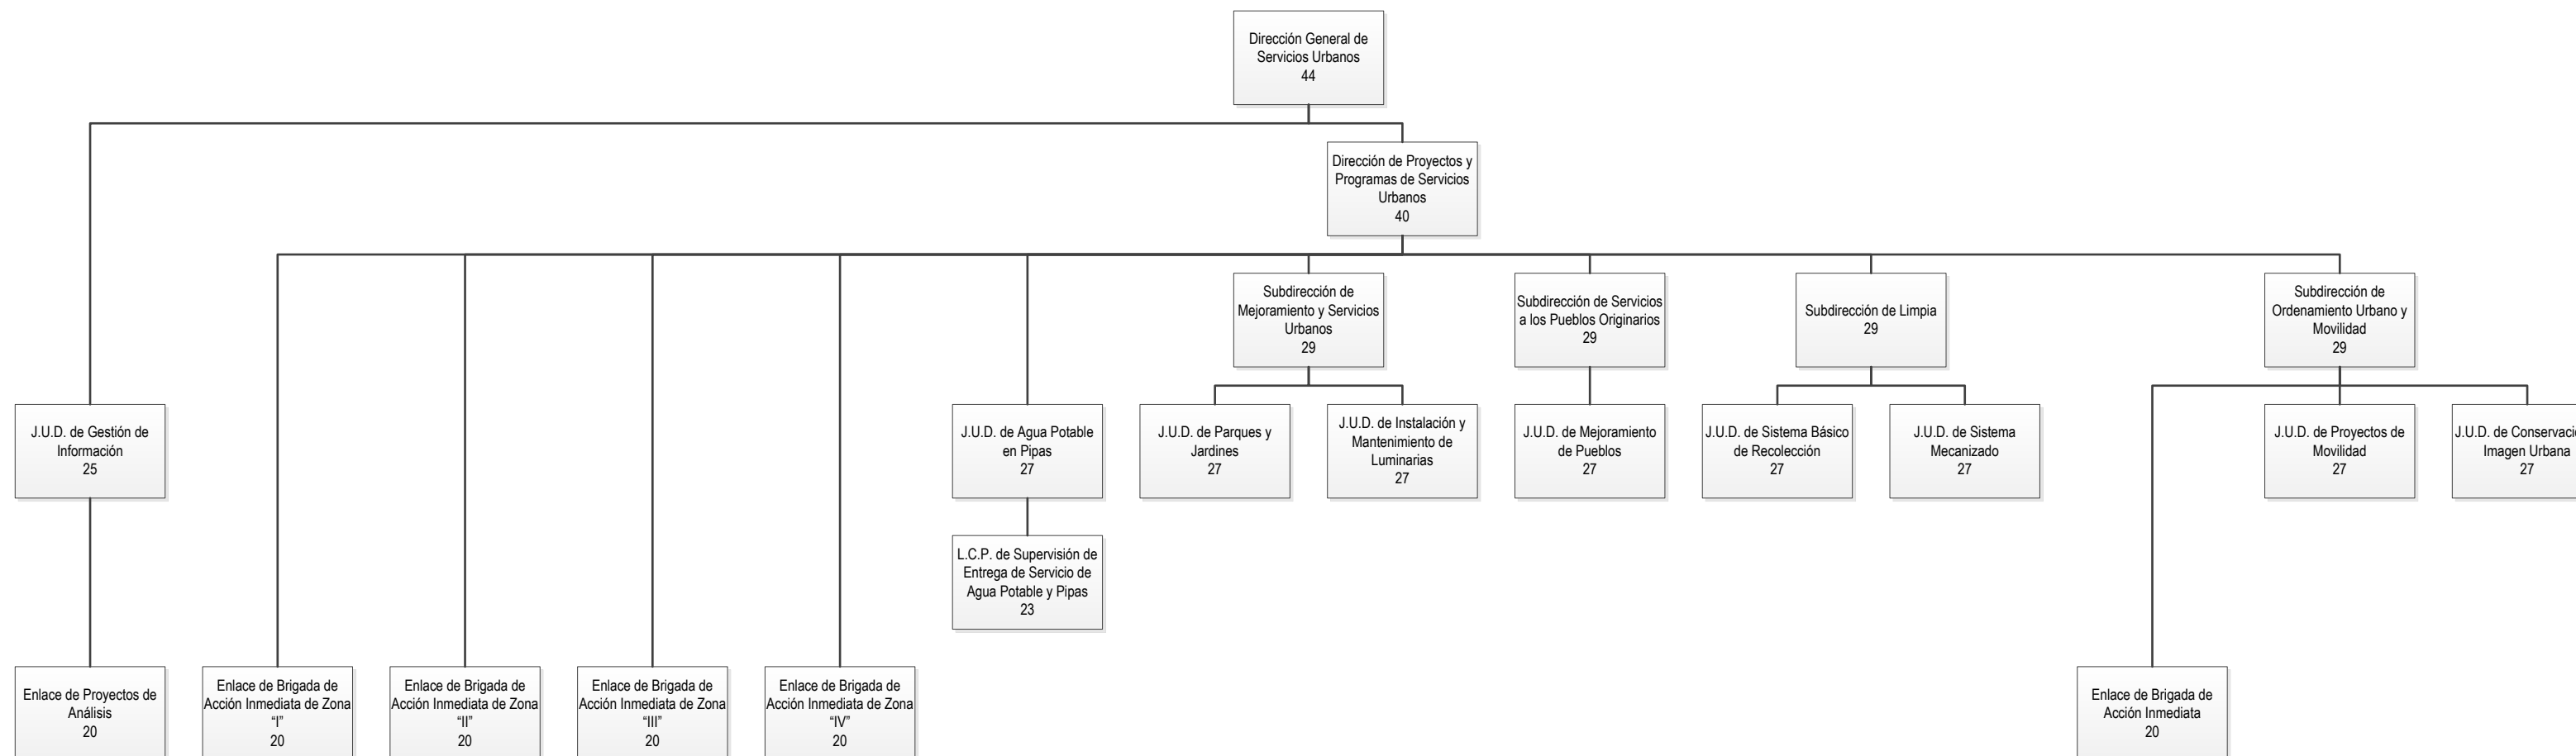 Dirección General de
Servicios Urbanos
44
Dirección de Proyectos y
Programas de Servicios
Urbanos
40
Subdirección de
Mejoramiento y Servicios
Urbanos
29
Subdirección de Servicios
a los Pueblos Originarios
29
Subdirección de Limpia
29
Subdirección de
Ordenamiento Urbano y
Movilidad
29
J.U.D. de Gestión de
Información
25
J.U.D. de Agua Potable
en Pipas
27
J.U.D. de Parques y
Jardines
27
J.U.D. de Instalación y
Mantenimiento de
Luminarias
27
J.U.D. de Mejoramiento
de Pueblos
27
J.U.D. de Sistema Básico
de Recolección
27
J.U.D. de Sistema
Mecanizado
27
J.U.D. de Proyectos de
Movilidad
27
J.U.D. de
Imagen Urbana
27
L.C.P. de Supervisión de
Entrega de Servicio de
Agua Potable y Pipas
23
Enlace de Proyectos de
Análisis
20
Enlace de Brigada de
Acción Inmediata de Zona
“I”
20
Enlace de Brigada de
Acción Inmediata de Zona
“II”
20
Enlace de Brigada de
Acción Inmediata de Zona
“III”
20
Enlace de Brigada de
Acción Inmediata de Zona
“IV”
20
Enlace de Brigada de
Acción Inmediata
20